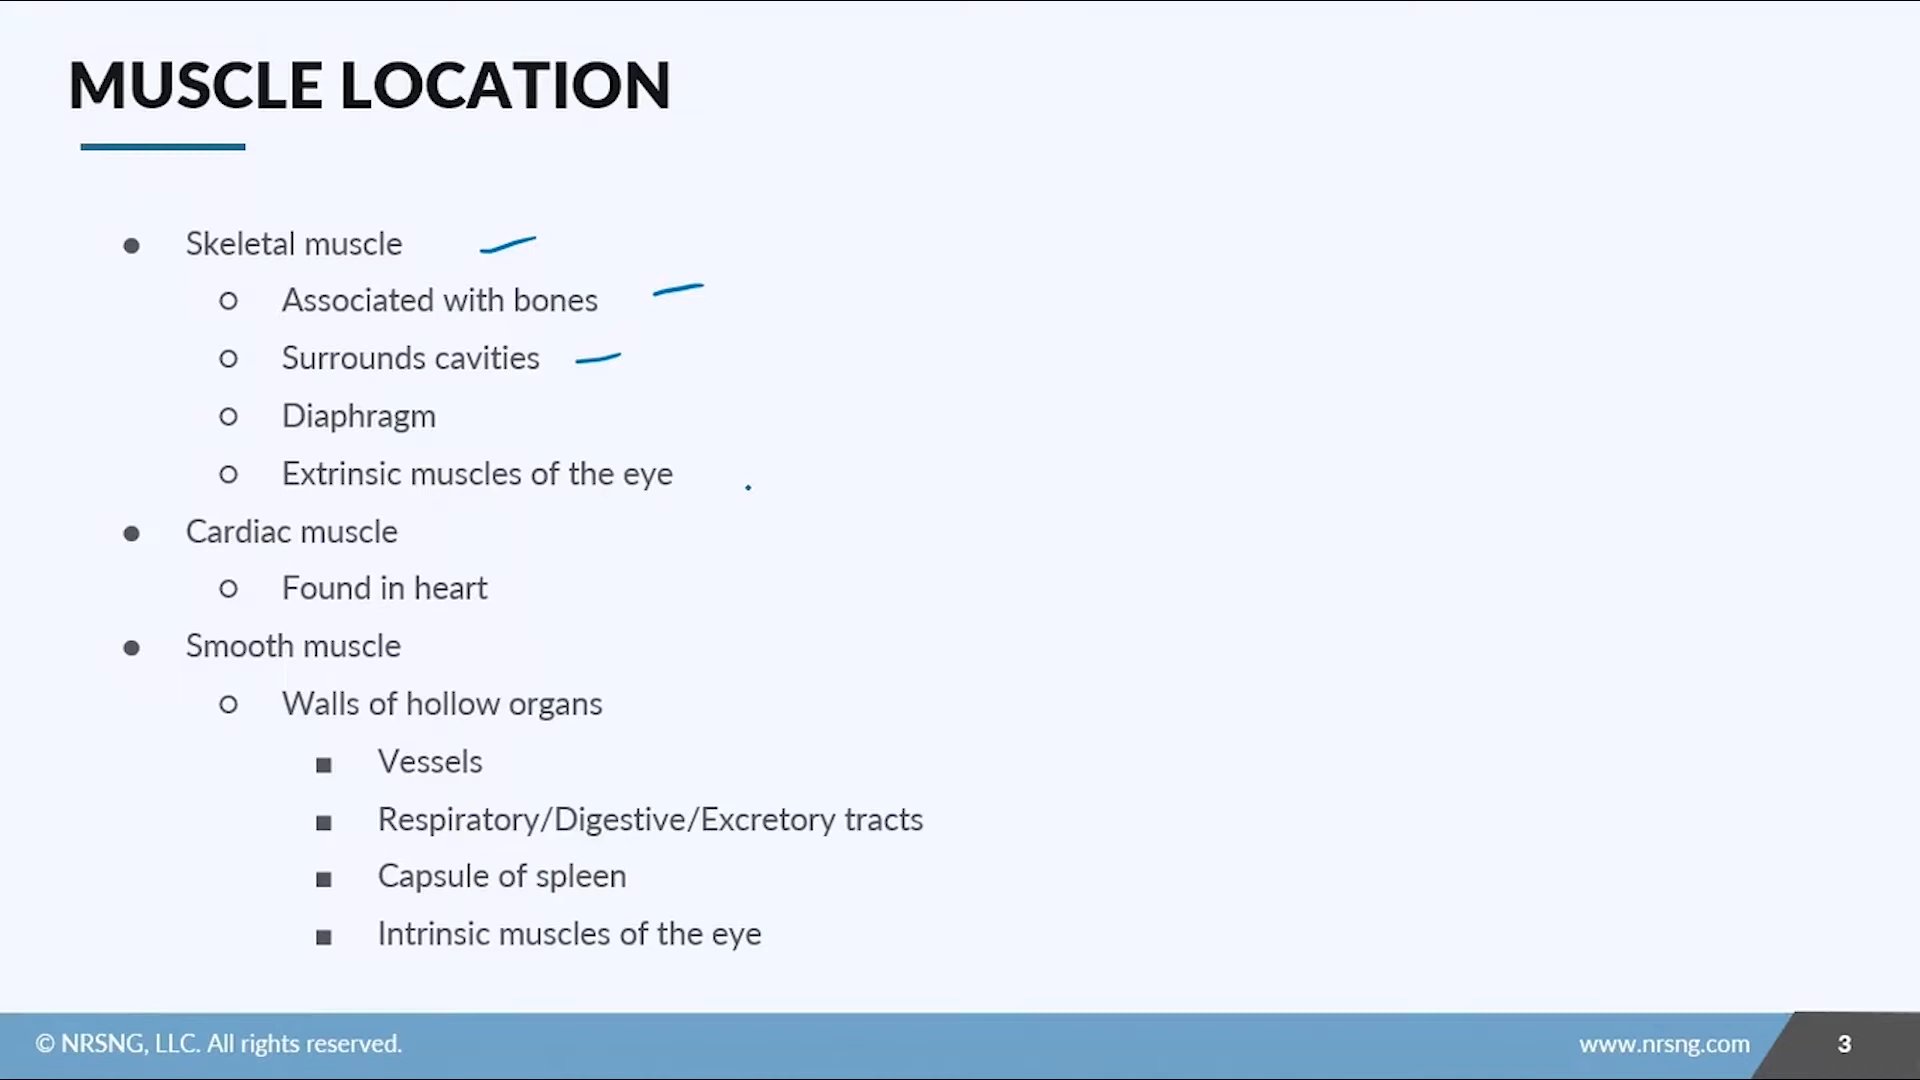 MUSCLE LOCATION
● Skeletal muscle
○ Associated with bones
○ Surrounds cavities
○ Diaphragm
○ Extrinsic muscles of the eye
● Cardiac muscle
○ Found in heart
● Smooth muscle
○ Walls of hollow organs
■ Vessels
■ Respiratory/Digestive/Excretory tracts
■ Capsule of spleen
■ Intrinsic muscles of the eye
© NRSNG, LLC. All rights reserved. www.nrsng.com 3